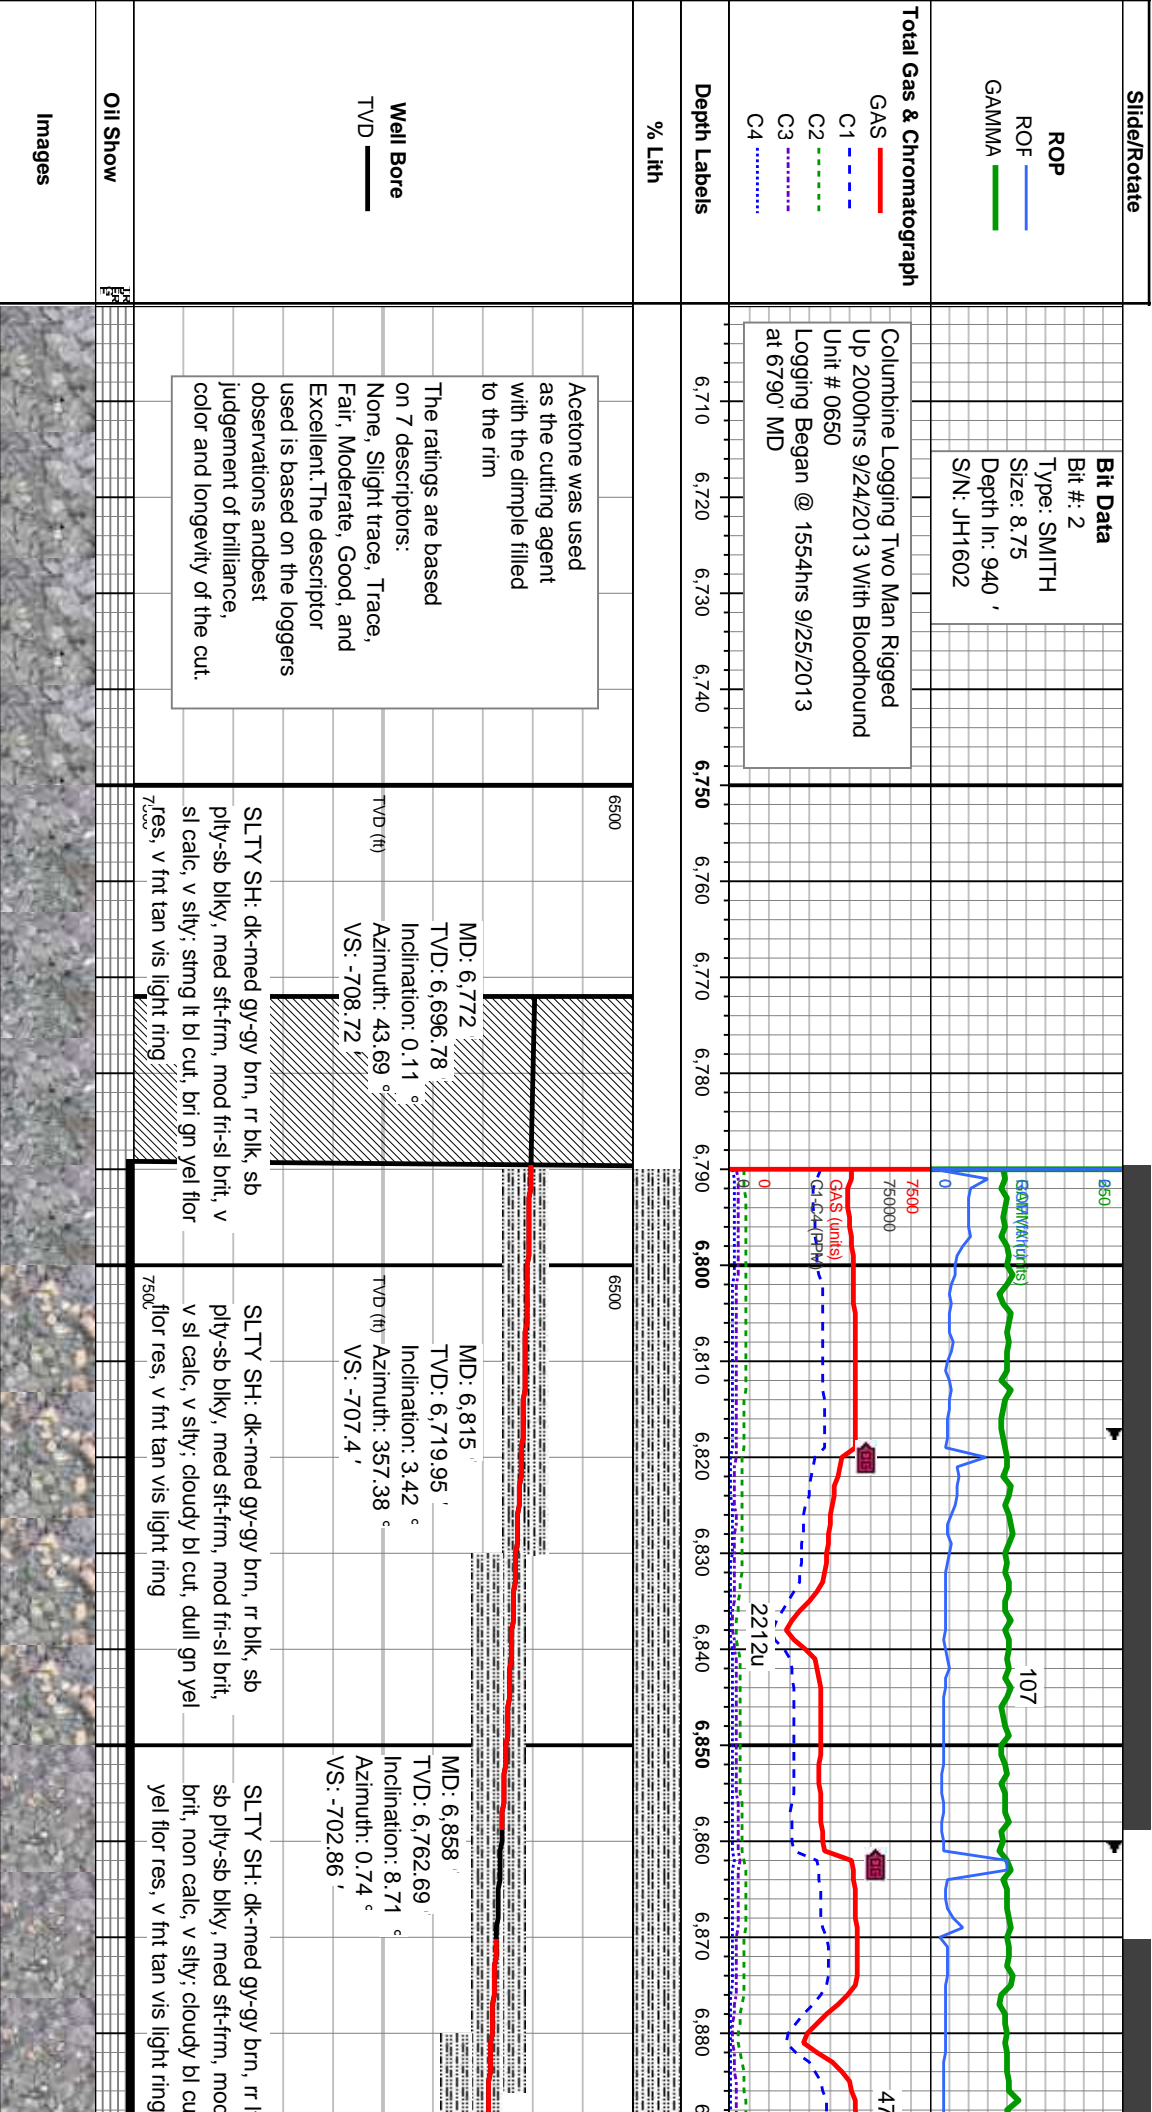 Slide/Rotate
ROP
ROP
GAMMA
Total Gas & Chromatograph
GAS
C1
C2
C3
C4
Depth Labels
% Lith
Well Bore
TVD
Oil Show
Images
Bit Data
Bit #: 2
Type: SMITH
Size: 8.75
Depth In: 940 '
S/N: JH1602
Columbine Logging Two Man Rigged
Up 2000hrs 9/24/2013 With Bloodhound
Unit # 0650
Logging Began @ 1554hrs 9/25/2013
at 6790' MD
Acetone was used
as the cutting agent
with the dimple filled
to the rim
The ratings are based
on 7 descriptors:
None, Slight trace, Trace,
Fair, Moderate, Good, and
Excellent.The descriptor
used is based on the loggers
observations andbest
judgement of brilliance,
color and longevity of the cut.
250
0
7500
750000
GAS (units)
C1-C4 (PPM)
0
0
107
2212u
47
6,710
6,720
6,730
6,740
6,750
6,760
6,770
6,780
6,790
6,800
6,810
6,820
6,830
6,840
6,850
6,860
6,870
6,880
6500
TVD (ft)
MD: 6,772
TVD: 6,696.78 '
Inclination: 0.11 °
Azimuth: 43.69 °
VS: -708.72 '
SLTY SH: dk-med gy-gy brn, rr blk, sb
plty-sb blky, med sft-frm, mod fri-sl brit, v
sl calc, v slty; stmg lt bl cut, bri gn yel flor
res, v fnt tan vis light ring
6500
TVD (ft)
7500
MD: 6,815
TVD: 6,719.95 '
Inclination: 3.42 °
Azimuth: 357.38 °
VS: -707.4 '
SLTY SH: dk-med gy-gy brn, rr blk, sb
plty-sb blky, med sft-frm, mod fri-sl brit,
v sl calc, v slty; cloudy bl cut, dull gn yel
flor res, v fnt tan vis light ring
MD: 6,858
TVD: 6,762.69 '
Inclination: 8.71 °
Azimuth: 0.74 °
VS: -702.86 '
SLTY SH: dk-med gy-gy brn, rr
sb plty-sb blky, med sft-frm, mod
brit, non calc, v slty; cloudy bl cu
yel flor res, v fnt tan vis light ring